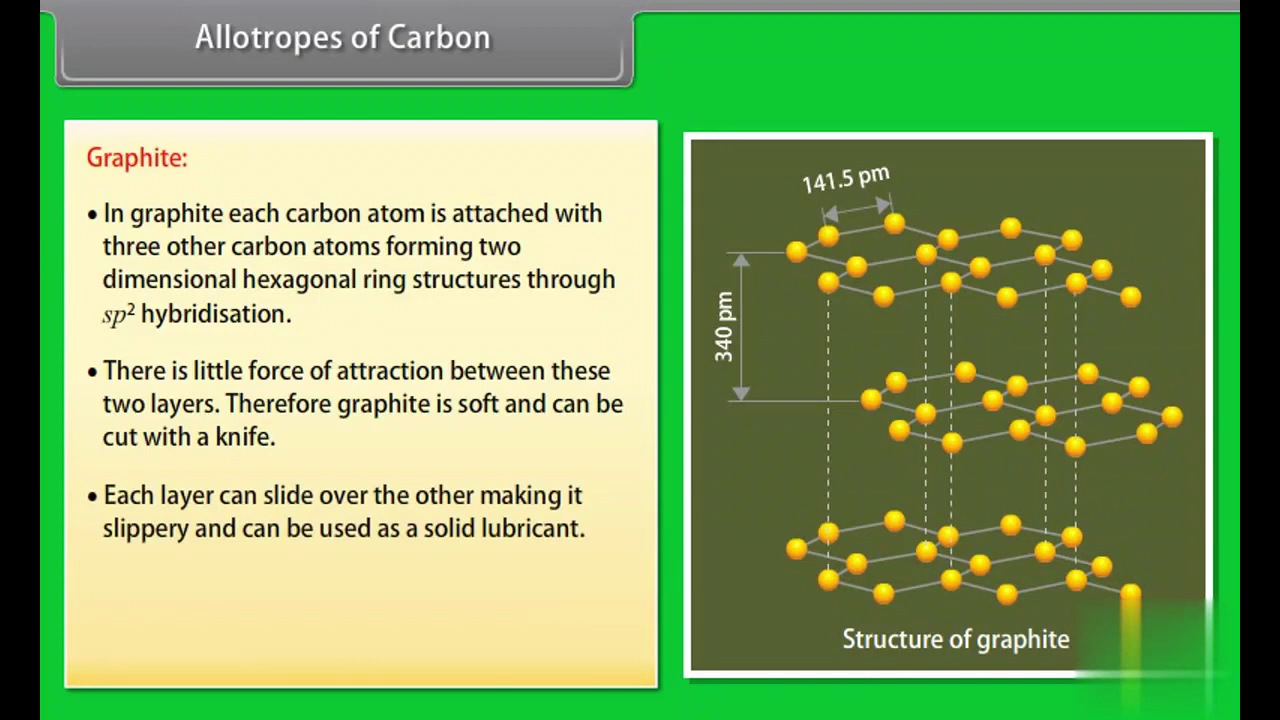 Allotropes of Carbon
Graphite:
• In graphite each carbon atom is attached with
three other carbon atoms forming two
dimensional hexagonal ring structures through
sp² hybridisation.
• There is little force of attraction between these
two layers. Therefore graphite is soft and can be
cut with a knife.
• Each layer can slide over the other making it
slippery and can be used as a solid lubricant.
141.5 pm
340 pm
Structure of graphite